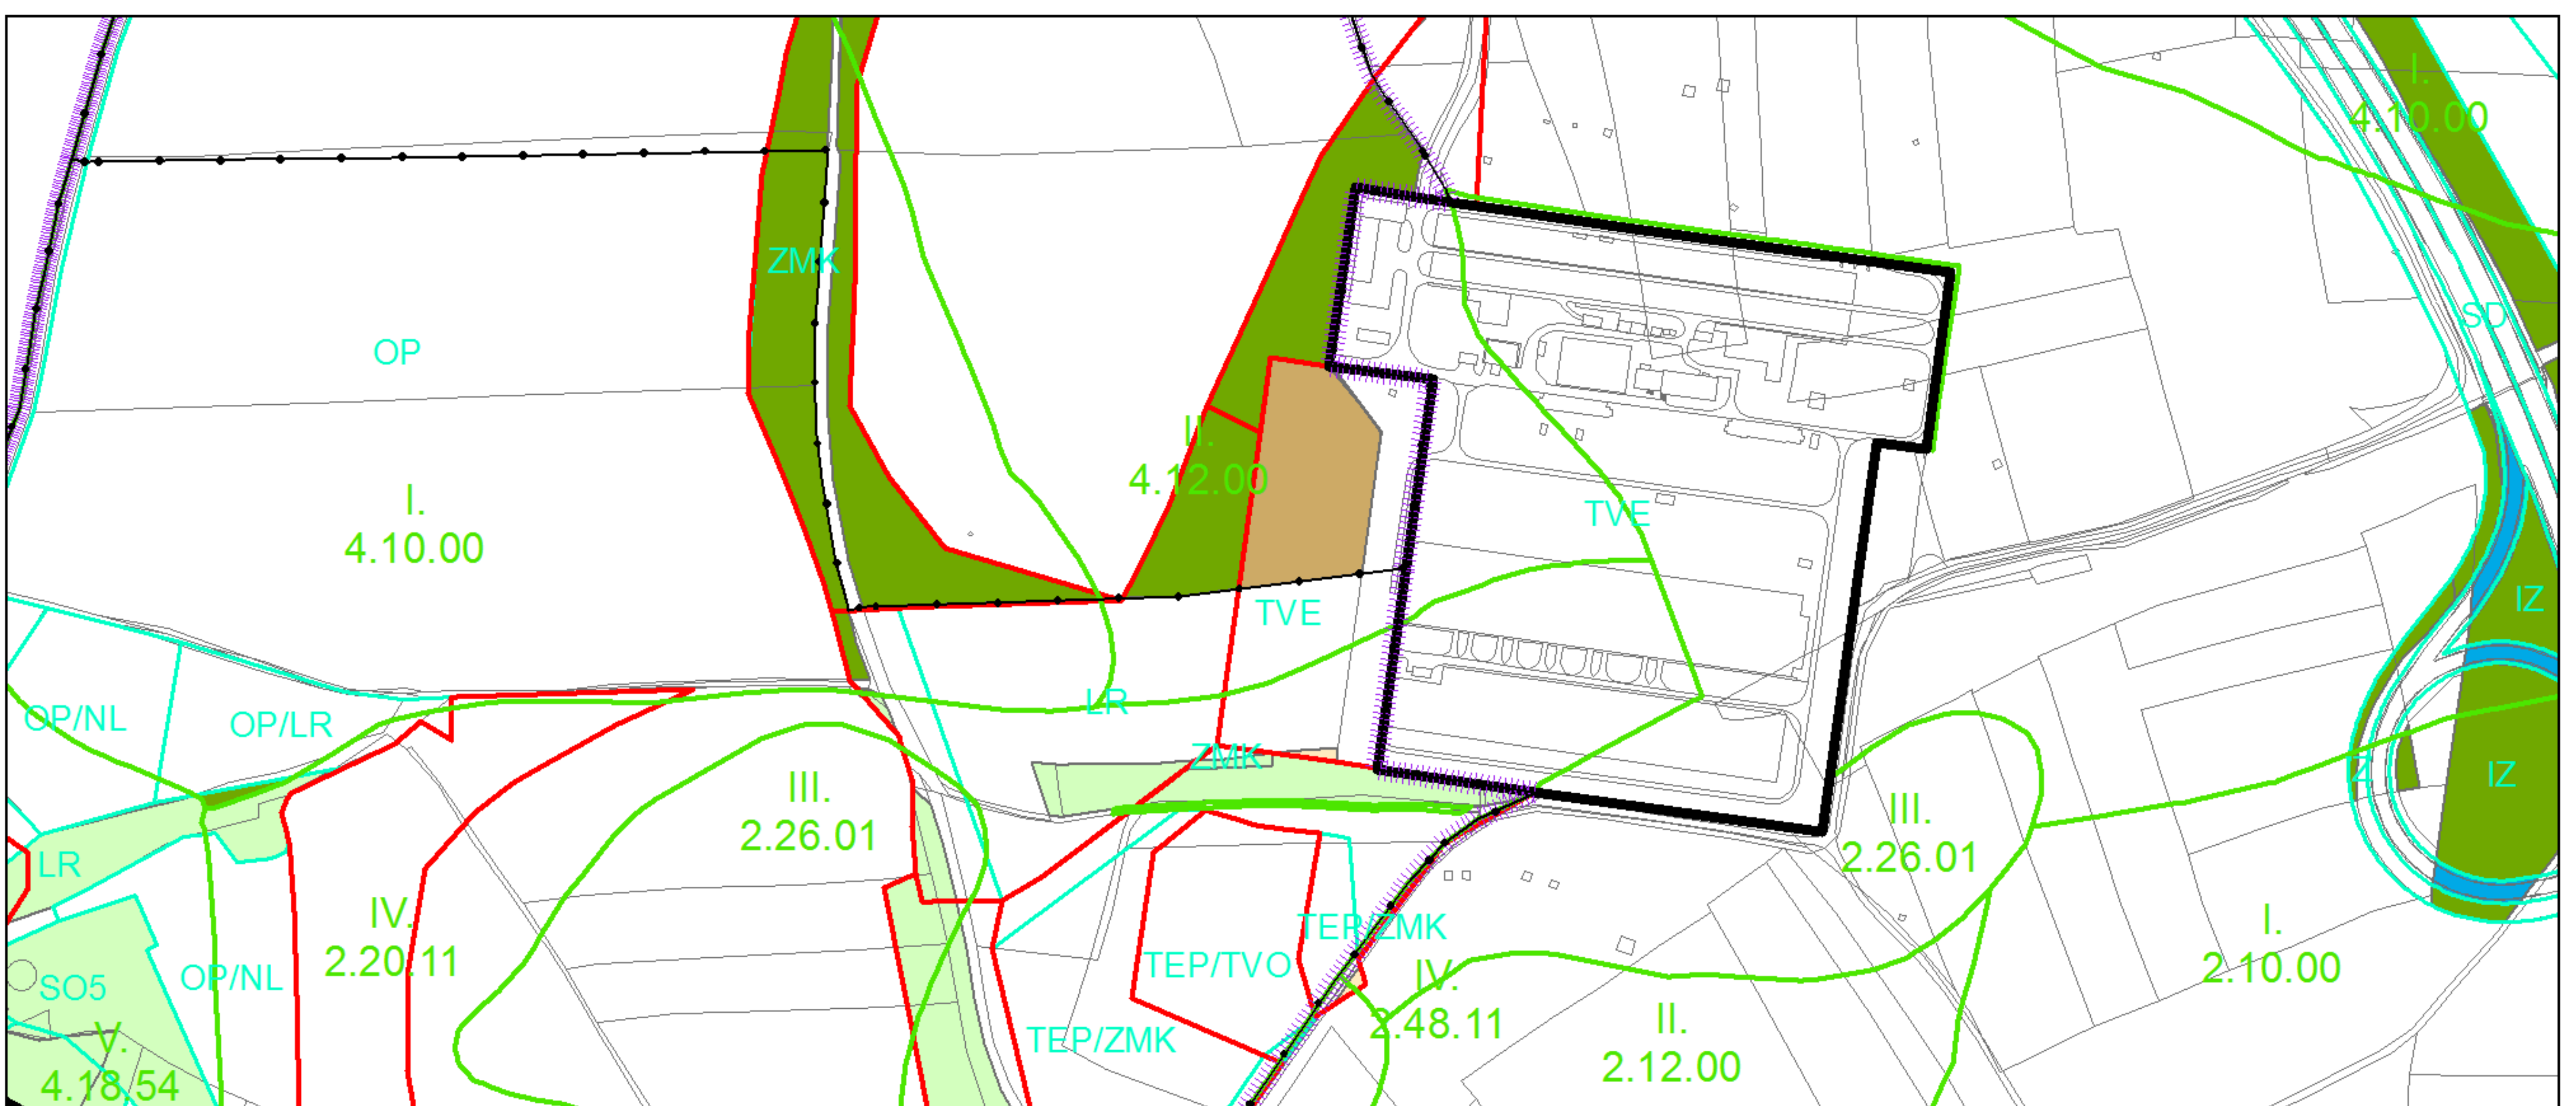 I.
4.10.00
ZMK
SD
OP
II.
4.12.00
I.
4.10.00
TVE
TVE
IZ
LR
OP/NL
OP/LR
ZMK
IZ
III.
2.26.01
III.
2.26.01
LR
IV.
2.20.11
TEP/ZMK
I.
2.10.00
TEP/TVO
OP/NL
SO5
IV.
2.48.11
II.
2.12.00
TEP/ZMK
V.
4.18.54